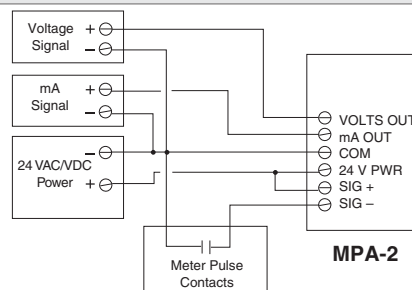 Voltage
Signal
+
−
mA
Signal
+
−
24 VAC/VDC
Power
−
+
VOLTS OUT
mA OUT
COM
24 V PWR
SIG +
SIG −
MPA-2
Meter Pulse
Contacts